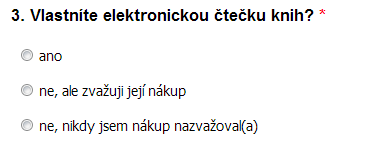 3. Vlastníte elektronickou čtečku knih? *
ano
ne, ale zvažuji její nákup
ne, nikdy jsem nákup nazvažoval(a)